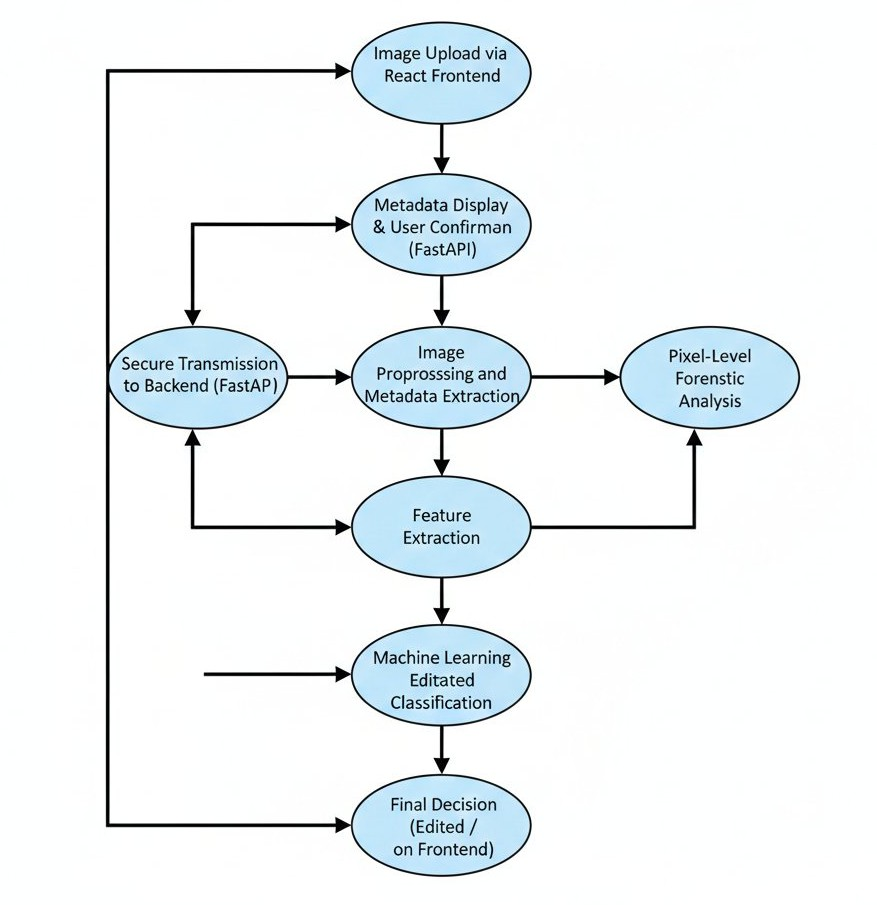 Image Upload via
React Frontend
Metadata Display
& User Confirman
(FastAPI)
Secure Transmission
to Backend (FastAP)
Image
Proprosssing and
Metadata Extraction
Pixel-Level
Forenstic
Analysis
Feature
Extraction
Machine Learning
Editated
Classification
Final Decision
(Edited /
on Frontend)